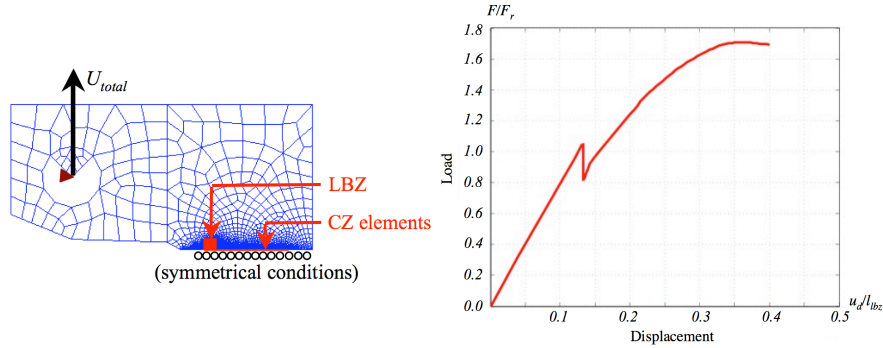 U_total
LBZ
CZ elements
(symmetrical conditions)
F/F_r
1.8
1.6
1.4
1.2
1.0
0.8
0.6
0.4
0.2
0.0
Load
0.1
0.2
0.3
0.4
0.5
u_d/l_lbz
Displacement